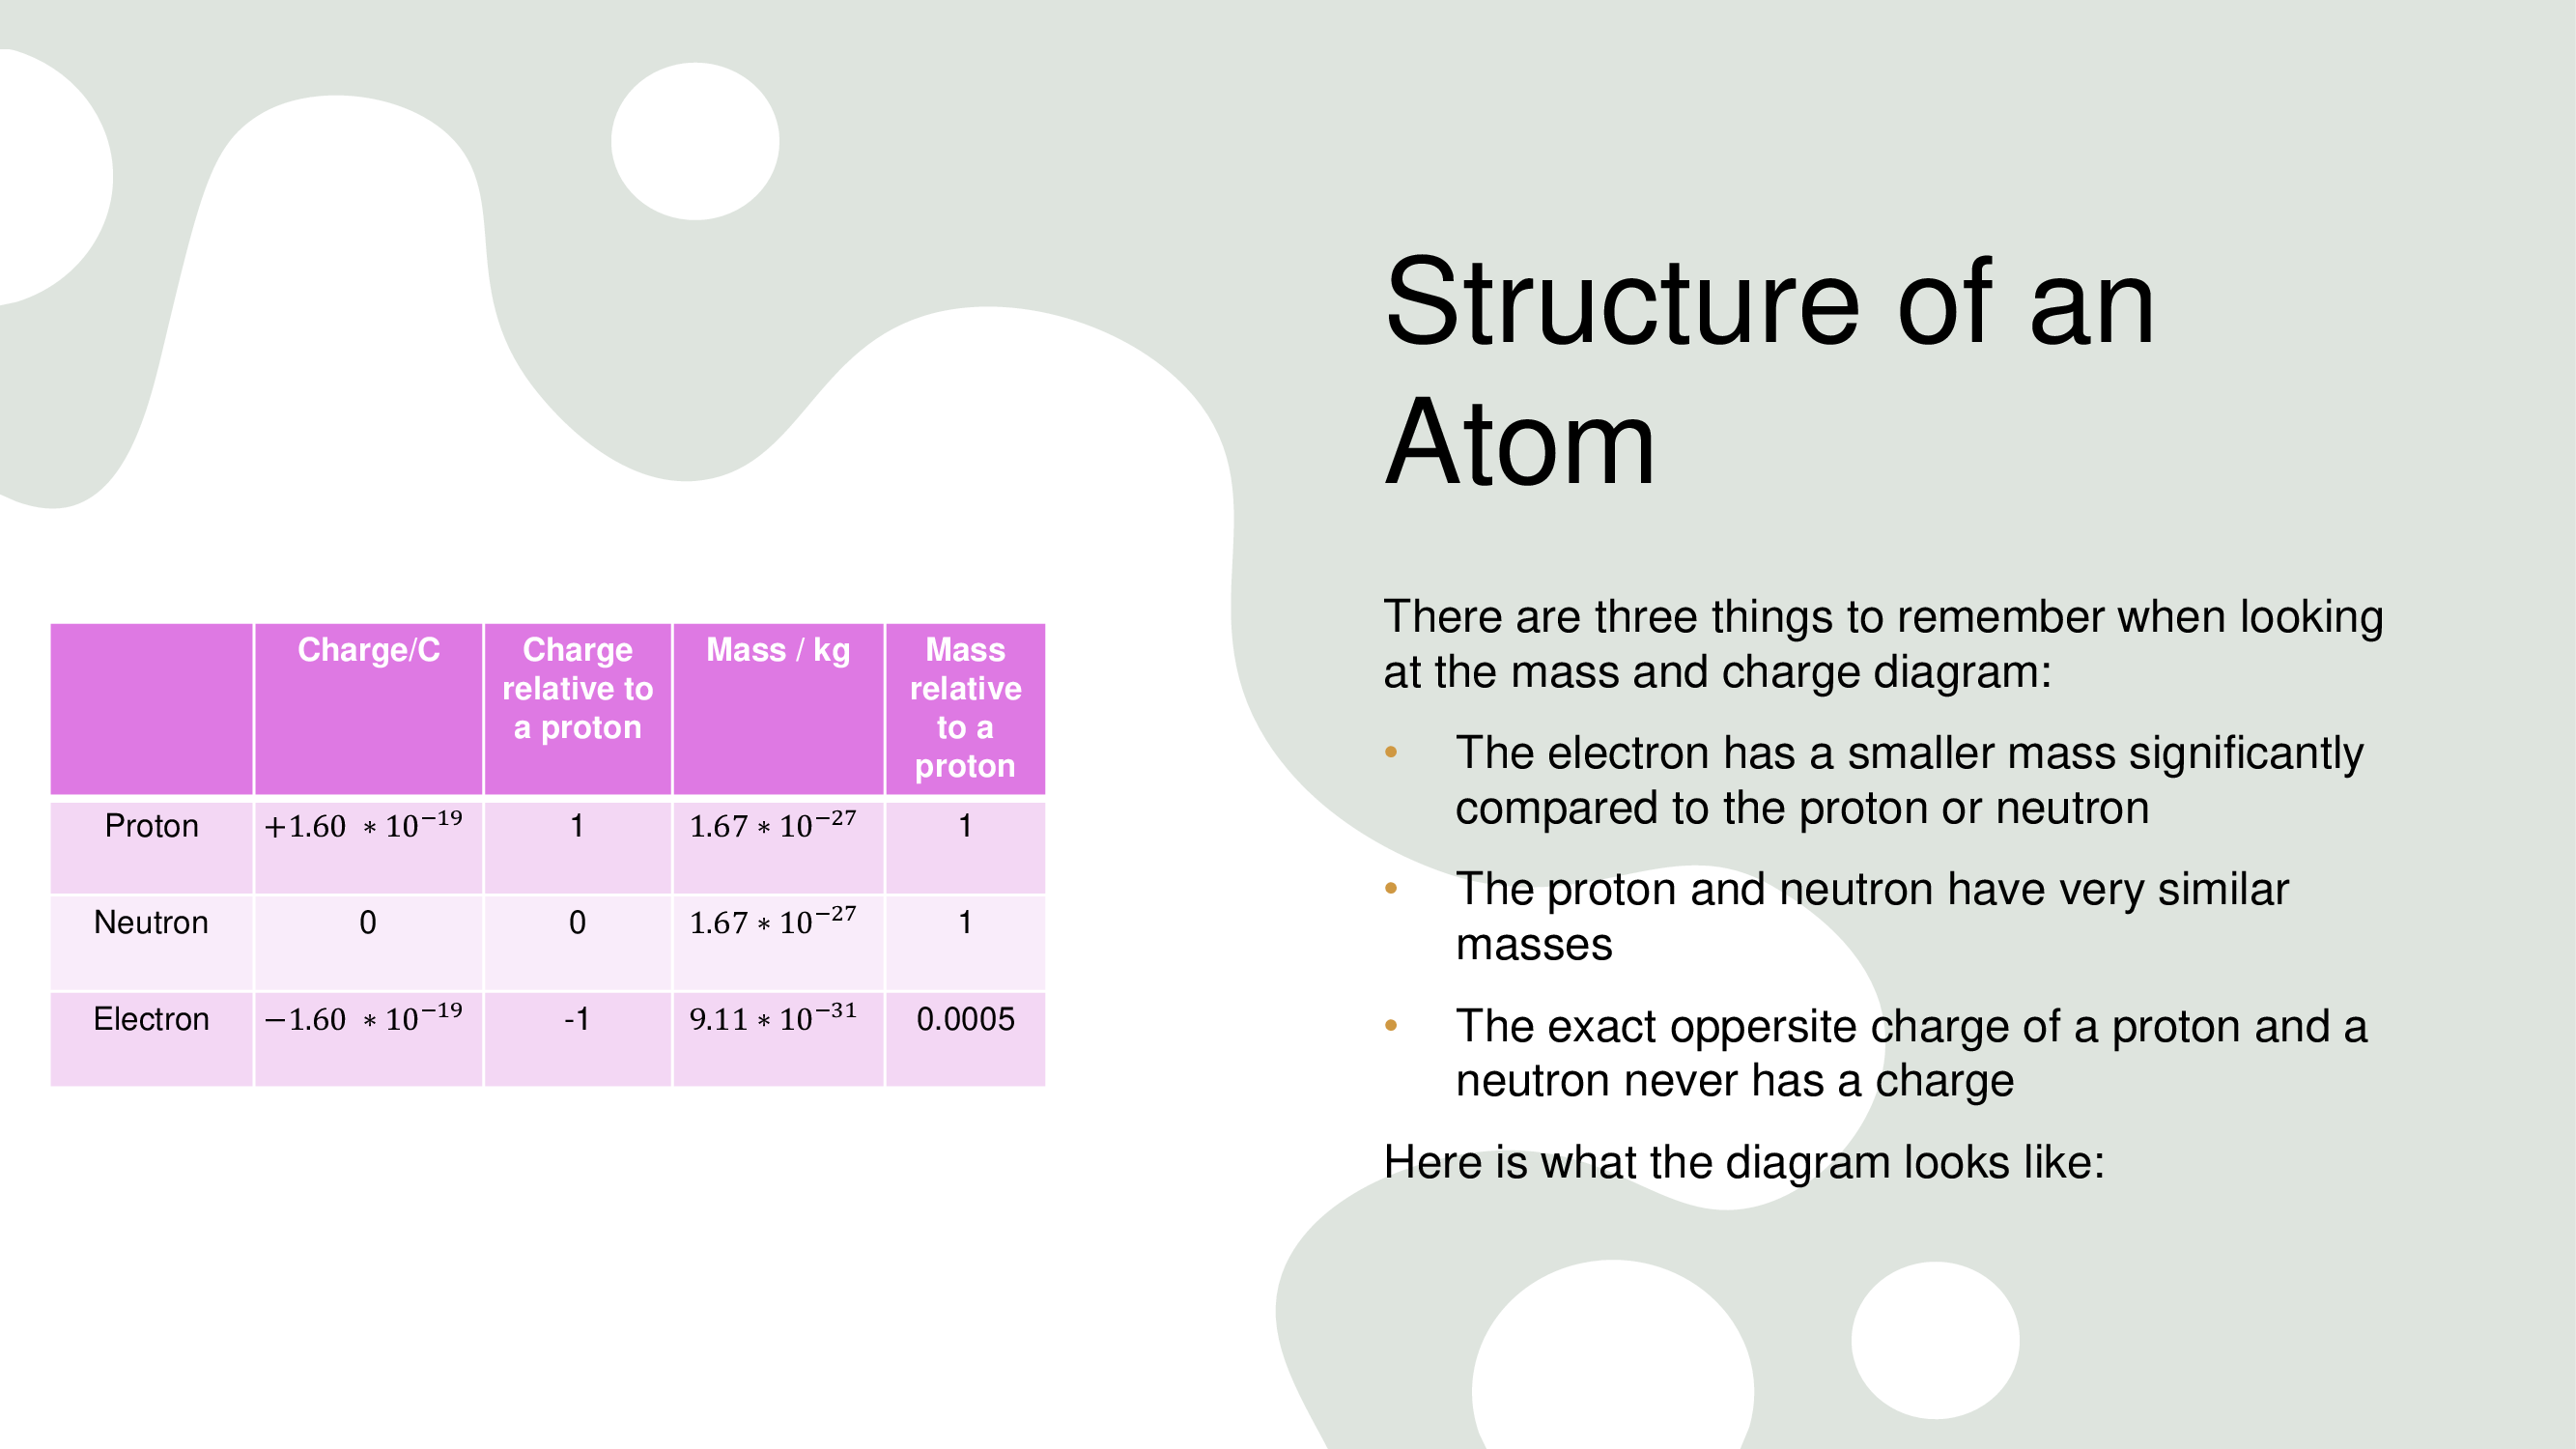 Structure of an
Atom
There are three things to remember when looking
at the mass and charge diagram:
• The electron has a smaller mass significantly
compared to the proton or neutron
• The proton and neutron have very similar
masses
• The exact oppersite charge of a proton and a
neutron never has a charge
Here is what the diagram looks like:
Charge/C
Charge
relative to
a proton
Mass / kg
Mass
relative
to a
proton
Proton +1.60 ∗ 10⁻¹⁹ 1 1.67 ∗ 10⁻²⁷ 1
Neutron 0 0 1.67 ∗ 10⁻²⁷ 1
Electron −1.60 ∗ 10⁻¹⁹ -1 9.11 ∗ 10⁻³¹ 0.0005